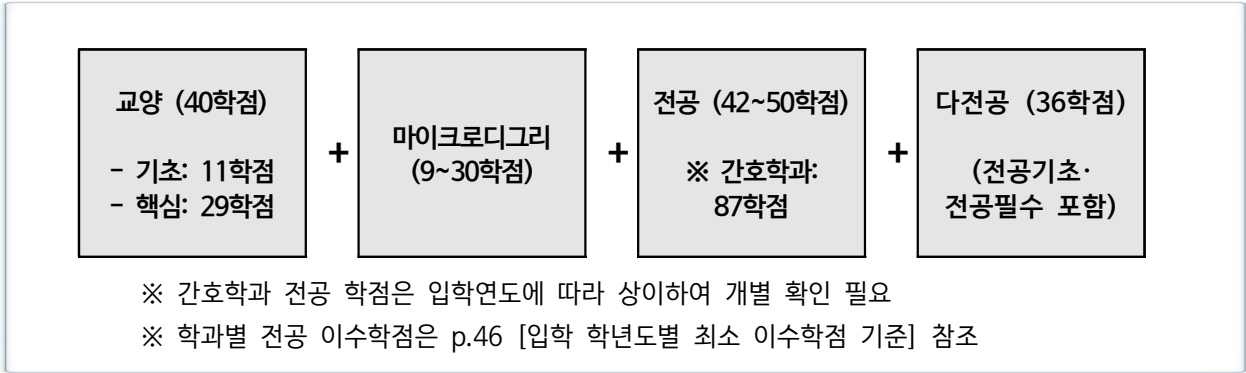 교양 (40학점)
- 기초: 11학점
- 핵심: 29학점
+
마이크로디그리
(9~30학점)
+
전공 (42~50학점)
※ 간호학과:
87학점
+
다전공 (36학점)
(전공기초·
전공필수 포함)
※ 간호학과 전공 학점은 입학연도에 따라 상이하여 개별 확인 필요
※ 학과별 전공 이수학점은 p.46 [입학 학년도별 최소 이수학점 기준] 참조